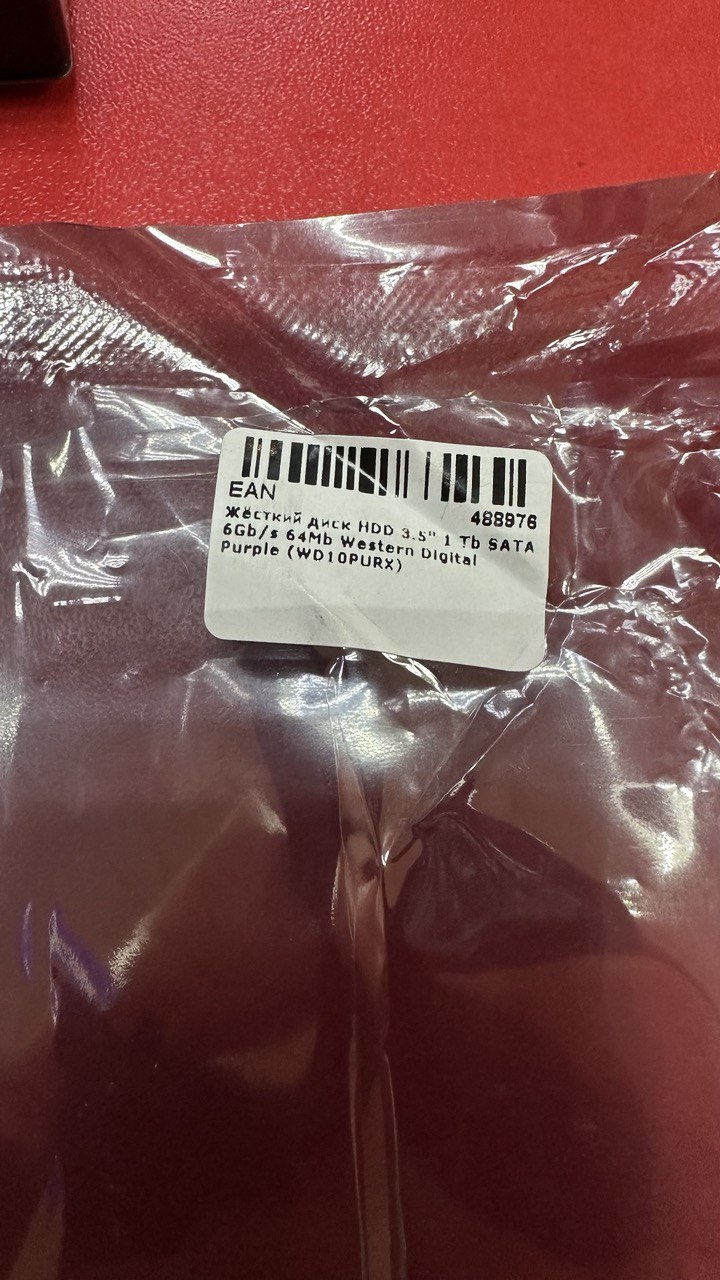 EAN
488976
Жёсткий диск HDD 3.5" 1 Tb SATA
6Gb/s 64Mb Western Digital
Purple (WD10PURX)